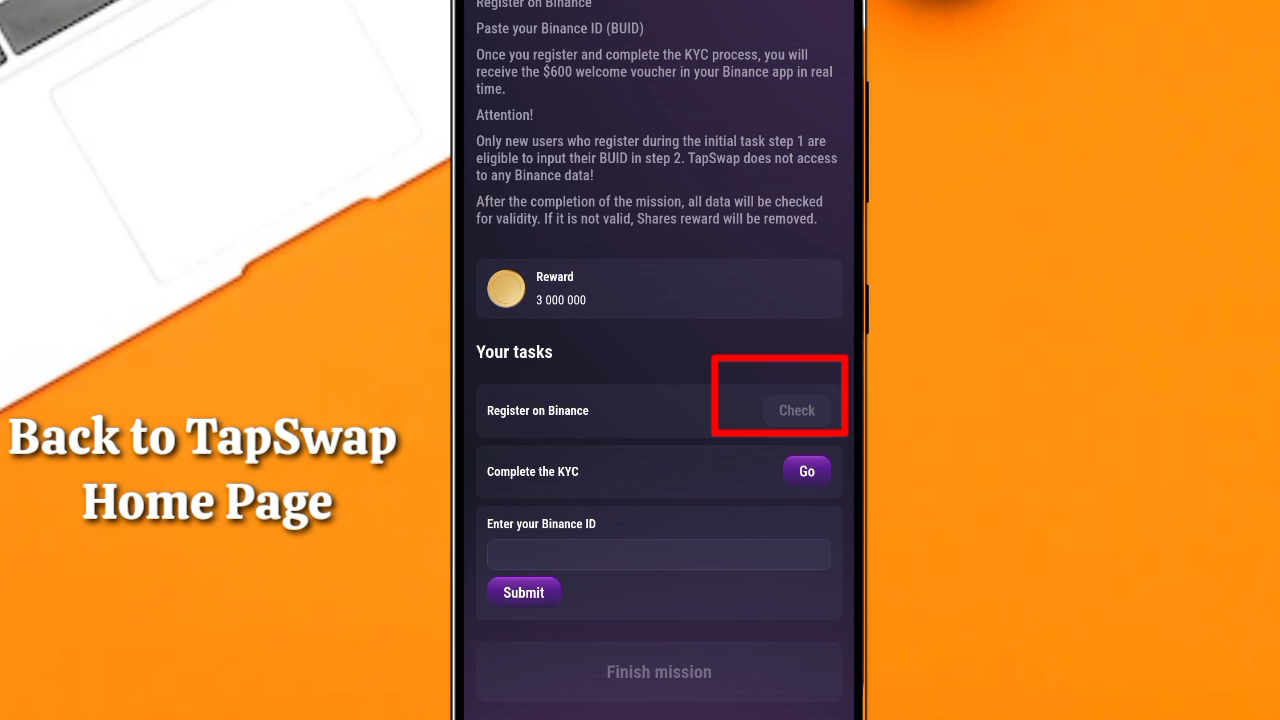 Register on Binance
Paste your Binance ID (BUID)
Once you register and complete the KYC process, you will
receive the $600 welcome voucher in your Binance app in real
time.
Attention!
Only new users who register during the initial task step 1 are
eligible to input their BUID in step 2. TapSwap does not access
to any Binance data!
After the completion of the mission, all data will be checked
for validity. If it is not valid, Shares reward will be removed.
Reward
3 000 000
Your tasks
Register on Binance
Check
Complete the KYC
Go
Enter your Binance ID
Submit
Finish mission
Back to TapSwap
Home Page